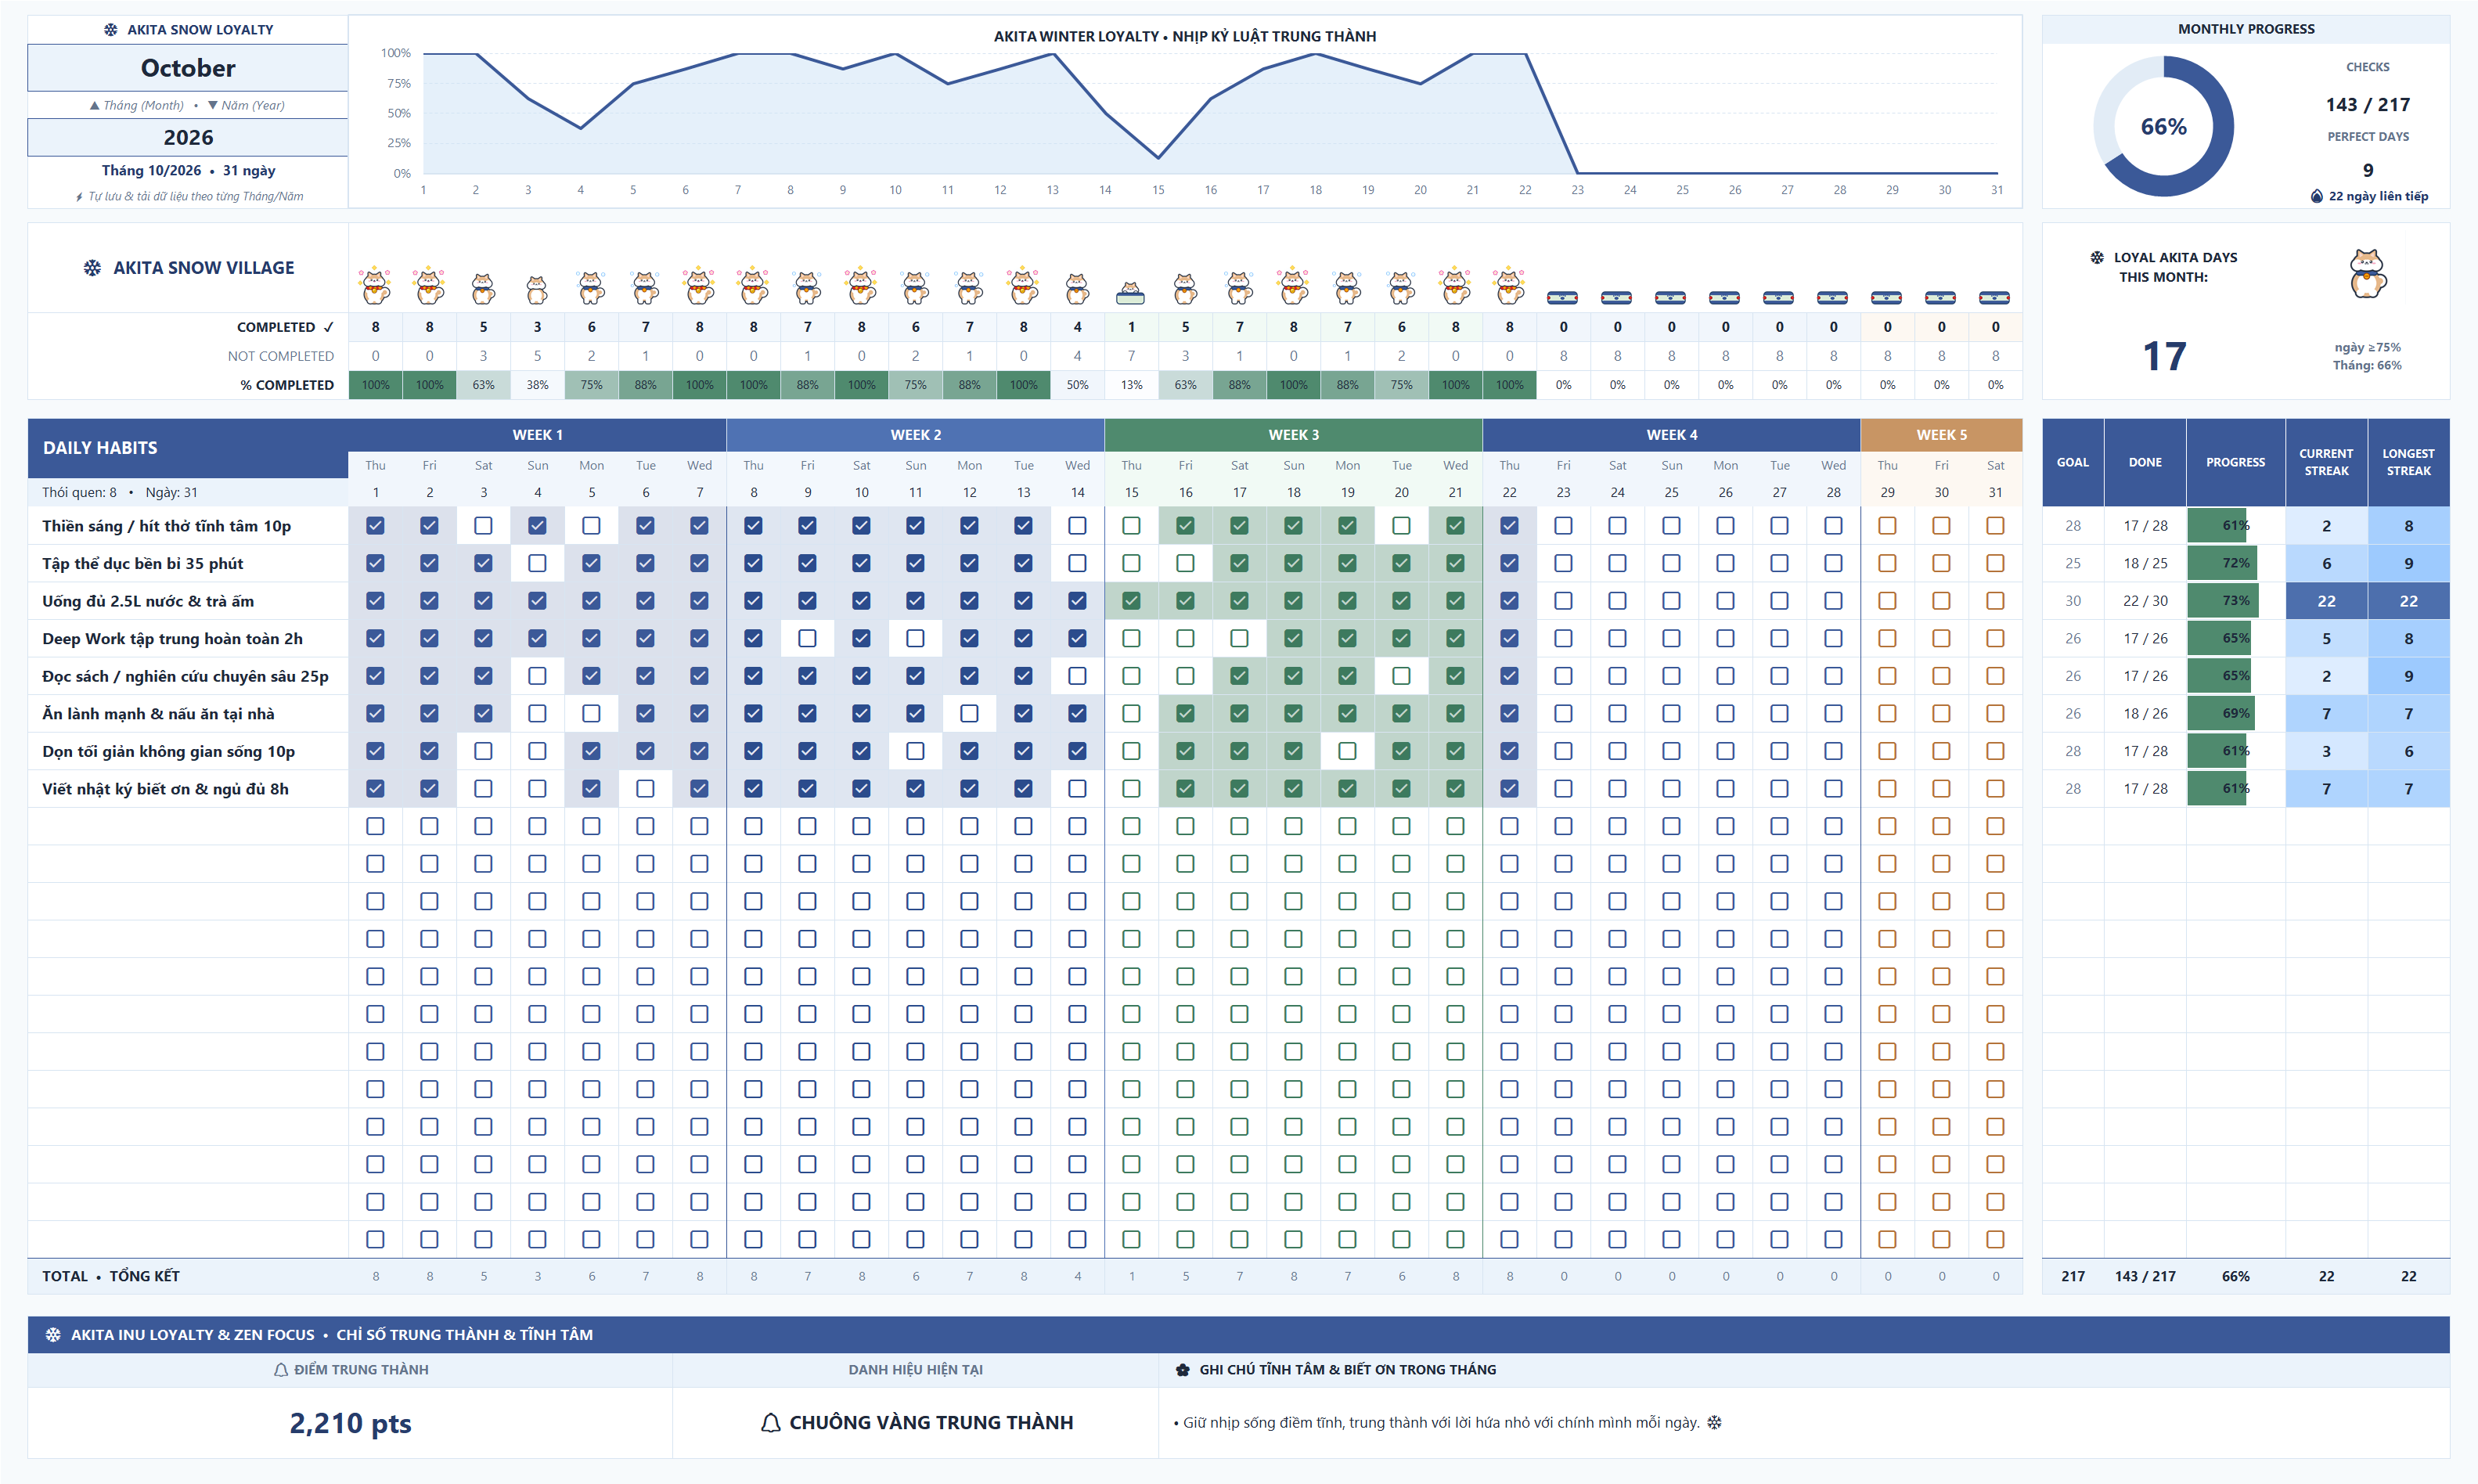 ❄ AKITA SNOW LOYALTY
October
▲ Tháng (Month) • ▼ Năm (Year)
2026
Tháng 10/2026 • 31 ngày
⚡ Tự lưu & tải dữ liệu theo từng Tháng/Năm
AKITA WINTER LOYALTY • NHỊP KỶ LUẬT TRUNG THÀNH
100%
75%
50%
25%
0%
1 2 3 4 5 6 7 8 9 10 11 12 13 14 15 16 17 18 19 20 21 22 23 24 25 26 27 28 29 30 31
MONTHLY PROGRESS
66%
CHECKS
143 / 217
PERFECT DAYS
9
22 ngày liên tiếp
❄ AKITA SNOW VILLAGE
COMPLETED ✓ 8 8 5 3 6 7 8 8 7 8 6 7 8 4 1 5 7 8 7 6 8 8 0 0 0 0 0 0 0 0 0
NOT COMPLETED 0 0 3 5 2 1 0 0 1 0 2 1 0 4 7 3 1 0 1 2 0 0 8 8 8 8 8 8 8 8 8
% COMPLETED 100% 100% 63% 38% 75% 88% 100% 100% 88% 100% 75% 88% 100% 50% 13% 63% 88% 100% 88% 75% 100% 100% 0% 0% 0% 0% 0% 0% 0% 0% 0%
❄ LOYAL AKITA DAYS
THIS MONTH:
17
ngày ≥75%
Tháng: 66%
DAILY HABITS
WEEK 1 WEEK 2 WEEK 3 WEEK 4 WEEK 5
Thu Fri Sat Sun Mon Tue Wed Thu Fri Sat Sun Mon Tue Wed Thu Fri Sat Sun Mon Tue Wed Thu Fri Sat Sun Mon Tue Wed Thu Fri Sat
Thói quen: 8 • Ngày: 31 1 2 3 4 5 6 7 8 9 10 11 12 13 14 15 16 17 18 19 20 21 22 23 24 25 26 27 28 29 30 31
GOAL DONE PROGRESS CURRENT STREAK LONGEST STREAK
Thiền sáng / hít thở tĩnh tâm 10p 28 17 / 28 61% 2 8
Tập thể dục bền bỉ 35 phút 25 18 / 25 72% 6 9
Uống đủ 2.5L nước & trà ấm 30 22 / 30 73% 22 22
Deep Work tập trung hoàn toàn 2h 26 17 / 26 65% 5 8
Đọc sách / nghiên cứu chuyên sâu 25p 26 17 / 26 65% 2 9
Ăn lành mạnh & nấu ăn tại nhà 26 18 / 26 69% 7 7
Dọn tối giản không gian sống 10p 28 17 / 28 61% 3 6
Viết nhật ký biết ơn & ngủ đủ 8h 28 17 / 28 61% 7 7
TOTAL • TỔNG KẾT 8 8 5 3 6 7 8 8 7 8 6 7 8 4 1 5 7 8 7 6 8 8 0 0 0 0 0 0 0 0 0 217 143 / 217 66% 22 22
❄ AKITA INU LOYALTY & ZEN FOCUS • CHỈ SỐ TRUNG THÀNH & TĨNH TÂM
ĐIỂM TRUNG THÀNH
DANH HIỆU HIỆN TẠI
GHI CHÚ TĨNH TÂM & BIẾT ƠN TRONG THÁNG
2,210 pts
CHUÔNG VÀNG TRUNG THÀNH
• Giữ nhịp sống điềm tĩnh, trung thành với lời hứa nhỏ với chính mình mỗi ngày. ❄